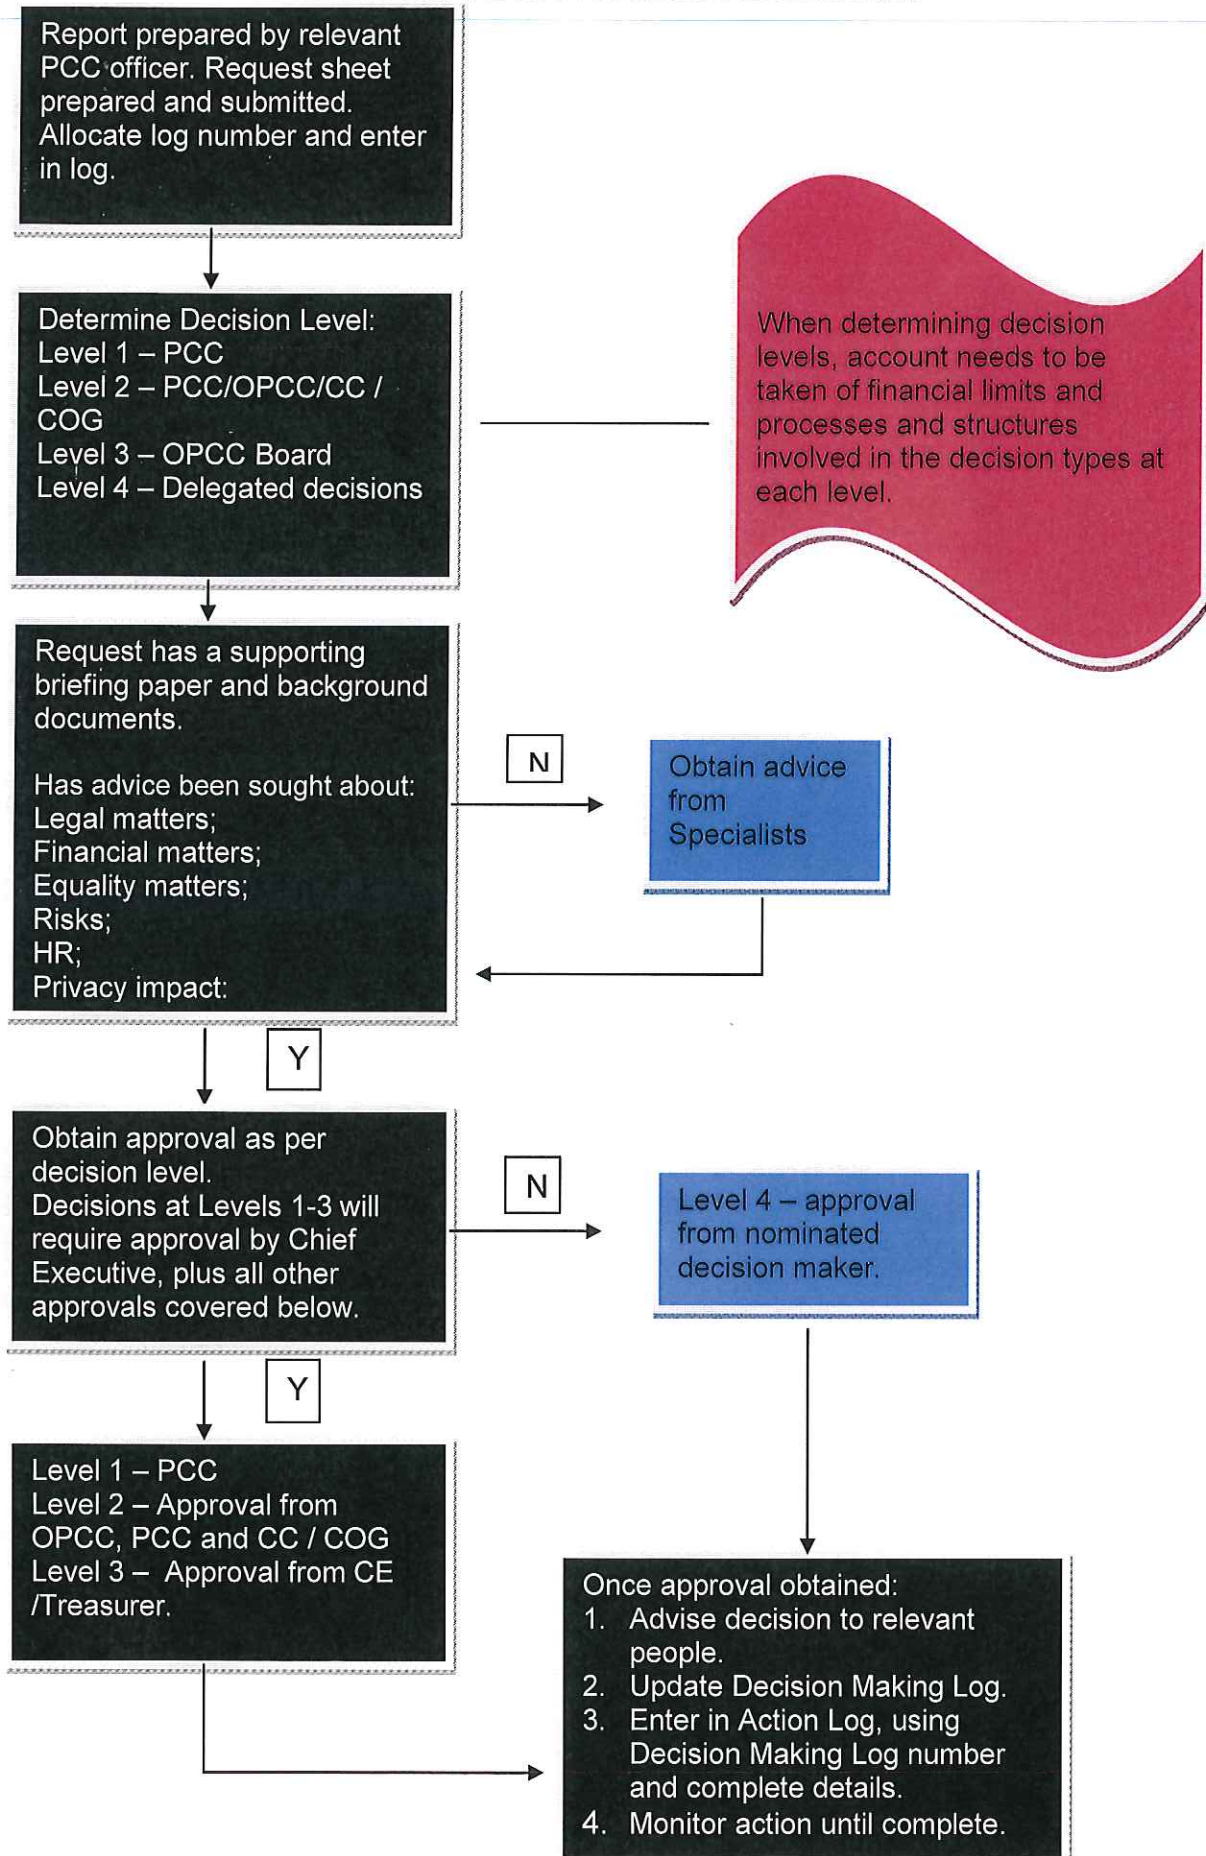 Report prepared by relevant
PCC officer. Request sheet
prepared and submitted.
Allocate log number and enter
in log.
Determine Decision Level:
Level 1 – PCC
Level 2 – PCC/OPCC/CC /
COG
Level 3 – OPCC Board
Level 4 – Delegated decisions
When determining decision
levels, account needs to be
taken of financial limits and
processes and structures
involved in the decision types at
each level.
Request has a supporting
briefing paper and background
documents.
Has advice been sought about:
Legal matters;
Financial matters;
Equality matters;
Risks;
HR;
Privacy impact:
N
Obtain advice
from
Specialists
Y
Obtain approval as per
decision level.
Decisions at Levels 1-3 will
require approval by Chief
Executive, plus all other
approvals covered below.
N
Level 4 – approval
from nominated
decision maker.
Y
Level 1 – PCC
Level 2 – Approval from
OPCC, PCC and CC / COG
Level 3 – Approval from CE
/Treasurer.
Once approval obtained:
1. Advise decision to relevant
people.
2. Update Decision Making Log.
3. Enter in Action Log, using
Decision Making Log number
and complete details.
4. Monitor action until complete.